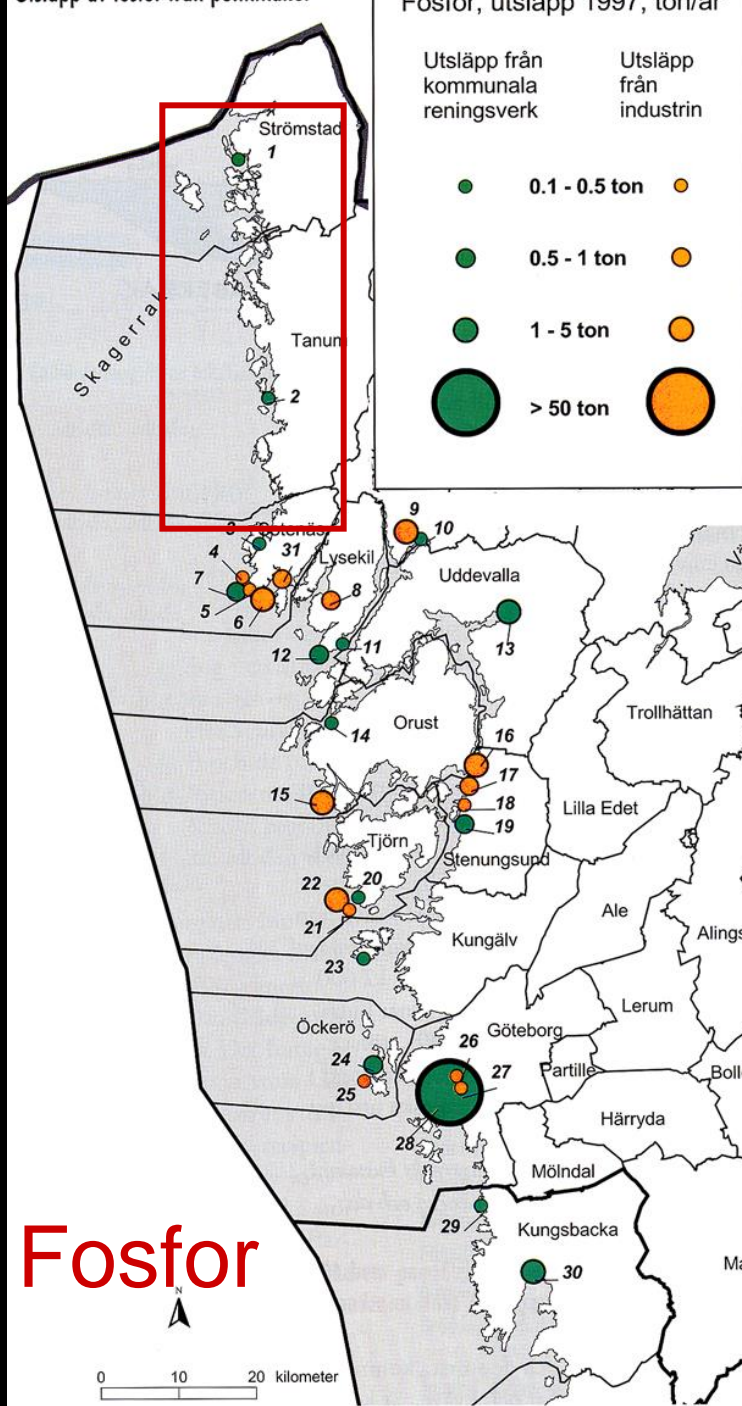 Fosfor, utsläpp 1997, ton/år
Utsläpp från
kommunala
reningsverk
Utsläpp
från
industrin
0.1 - 0.5 ton
0.5 - 1 ton
1 - 5 ton
> 50 ton
Strömstad
1
Skagerrak
Tanum
2
3
31
4
7
5
6
Lysekil
8
9
10
Uddevalla
11
12
13
14
Orust
Trollhättan
16
17
15
18
19
Lilla Edet
Tjörn
Stenungsund
22
20
21
Ale
Kungälv
23
Lerum
Öckerö
Göteborg
24
26
25
27
Partille
Härryda
28
Mölndal
29
Kungsbacka
30
Fosfor
N
0 10 20 kilometer